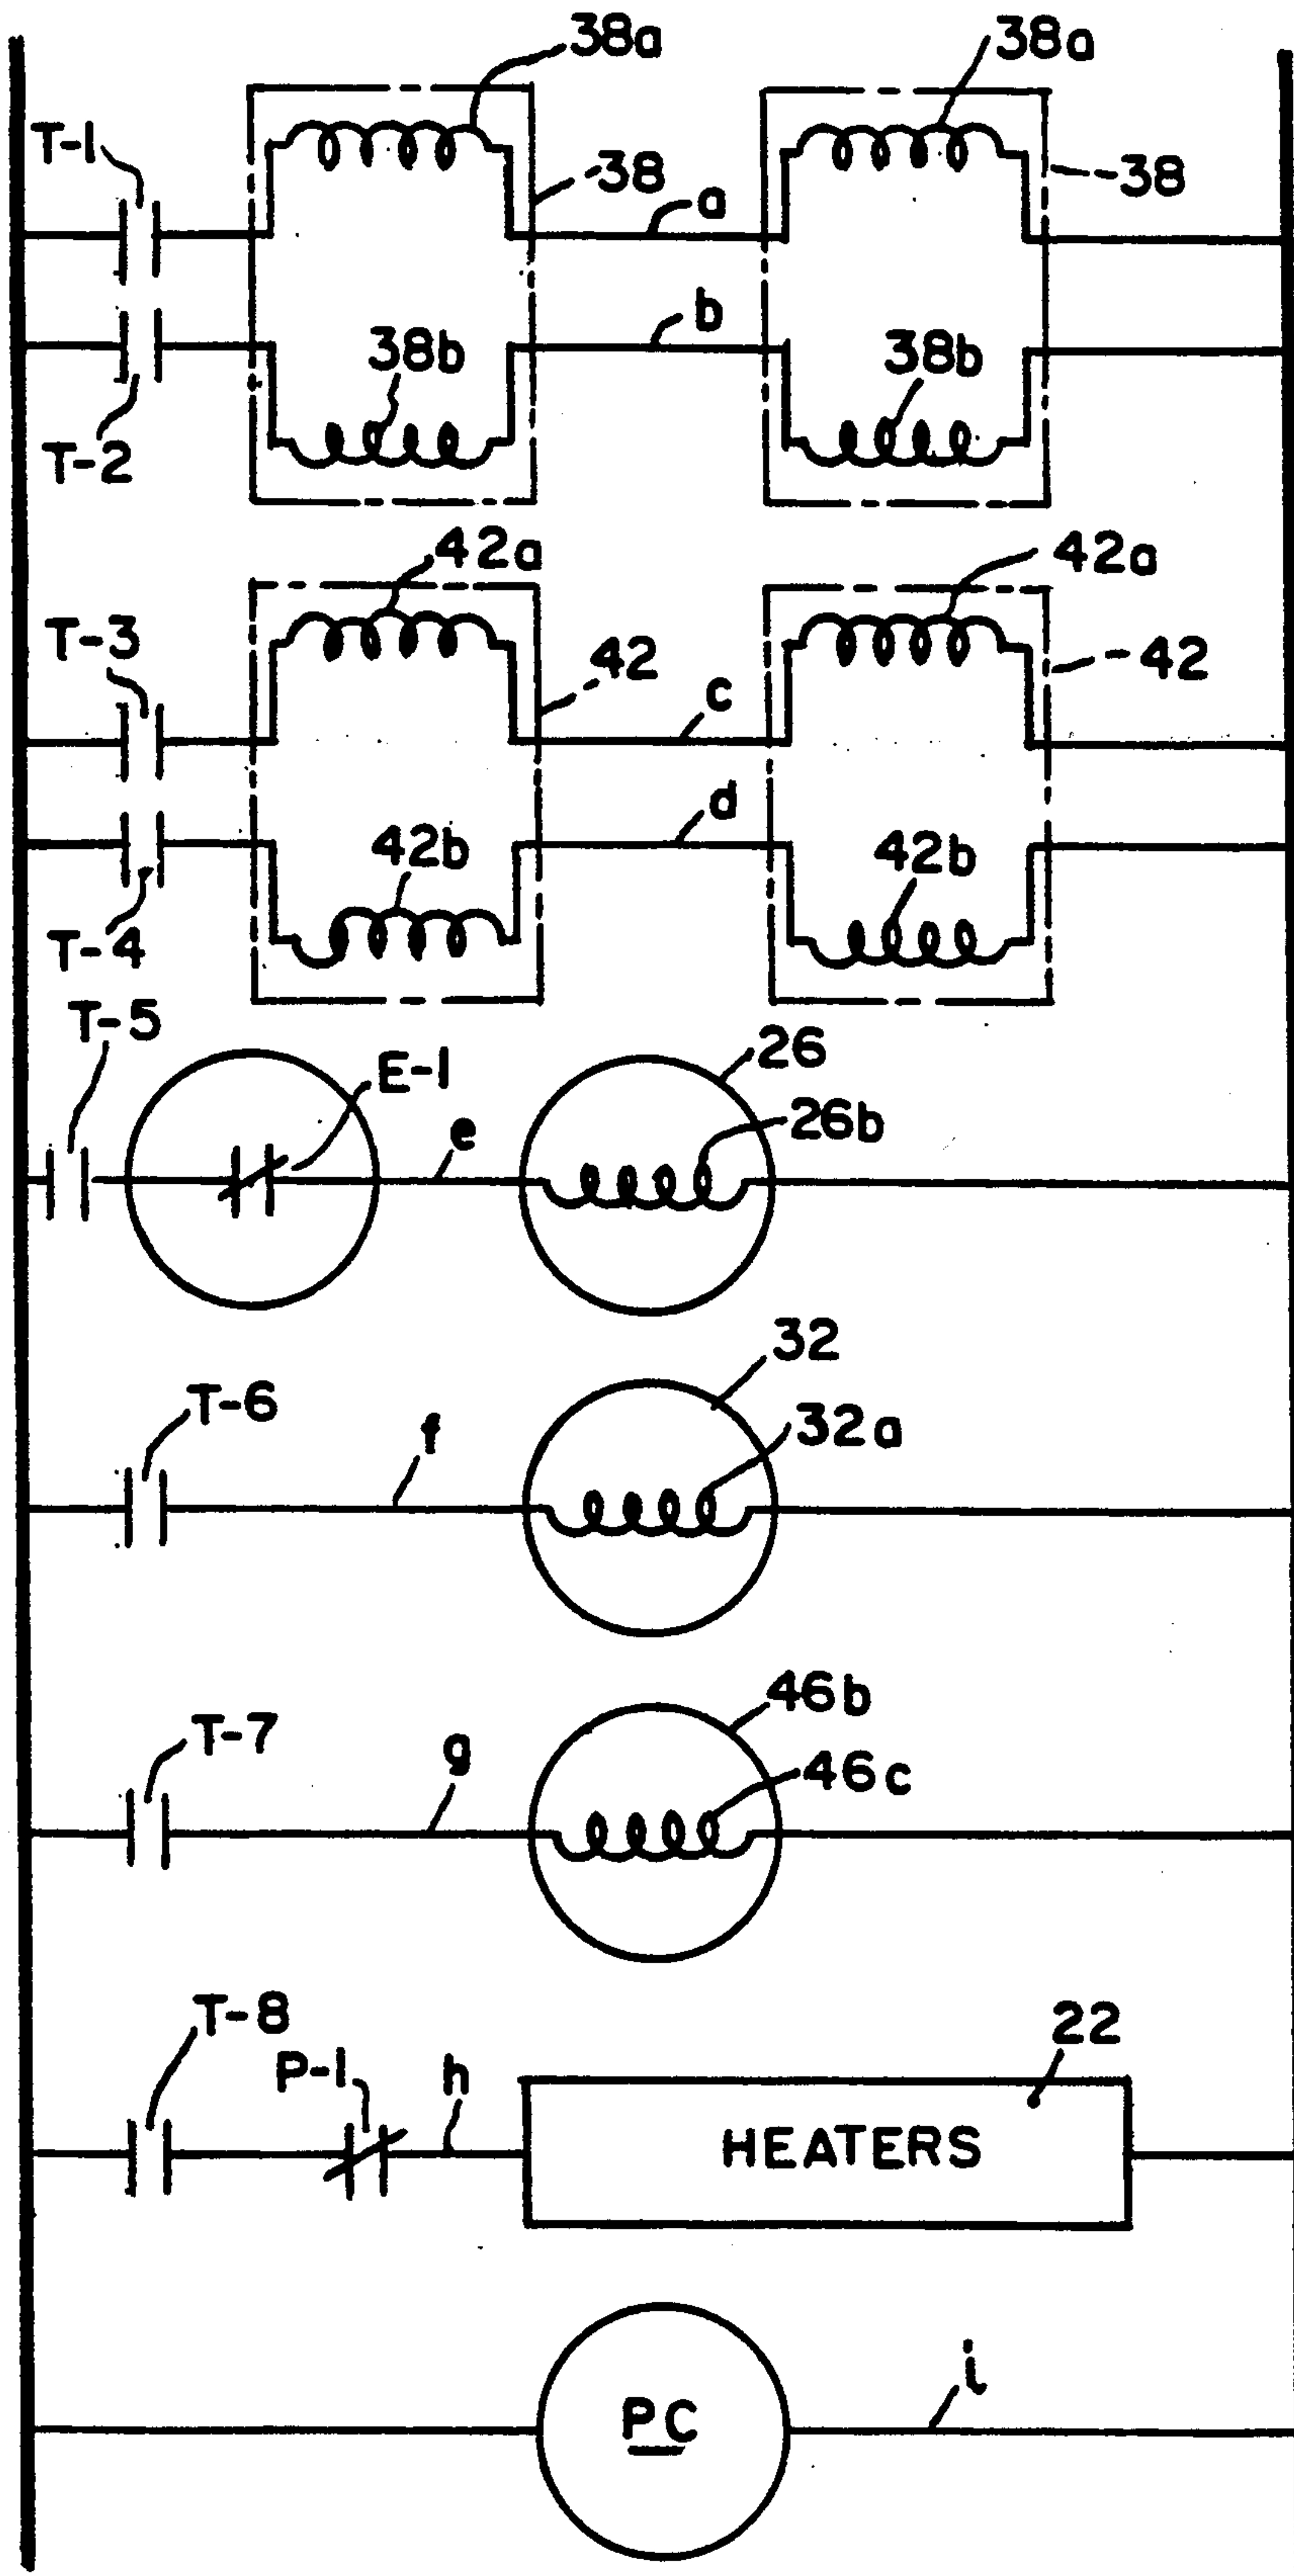 38a 38a
T-1
38 38
a
b
38b 38b
T-2
42a 42a
T-3
42 42
c
d
42b 42b
T-4
T-5
E-1
26
26b
e
32
T-6
32a
f
46b
T-7
46c
g
T-8
22
P-1
h
HEATERS
i
PC